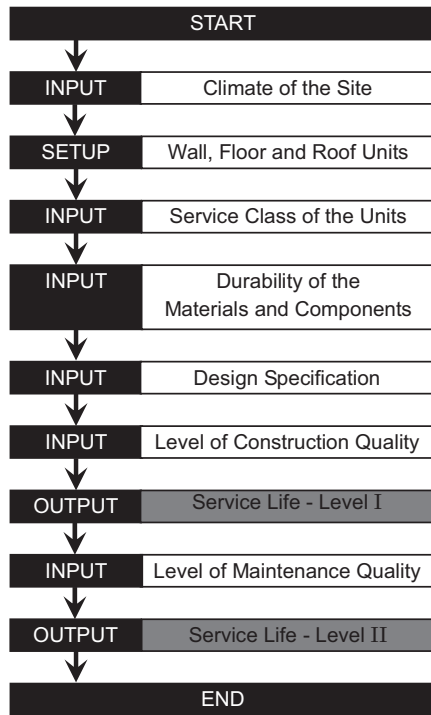 START
INPUT Climate of the Site
SETUP Wall, Floor and Roof Units
INPUT Service Class of the Units
INPUT Durability of the
Materials and Components
INPUT Design Specification
INPUT Level of Construction Quality
OUTPUT Service Life - Level I
INPUT Level of Maintenance Quality
OUTPUT Service Life - Level II
END